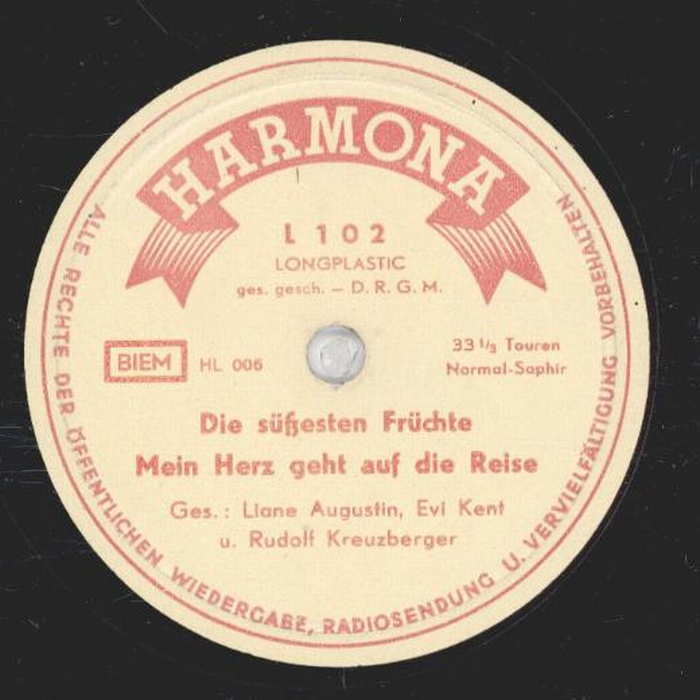 HARMONA
L 102
LONGPLASTIC
ges. gesch. – D. R. G. M.
BIEM HL 006
33 1/3 Touren
Normal-Saphir
Die süßesten Früchte
Mein Herz geht auf die Reise
Ges.: Liane Augustin, Evi Kent
u. Rudolf Kreuzberger
ALLE RECHTE DER ÖFFENTLICHEN WIEDERGABE, RADIOSENDUNG U. VERVIELFÄLTIGUNG VORBEHALTEN